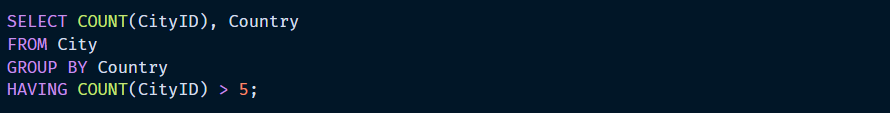 SELECT COUNT(CityID), Country
FROM City
GROUP BY Country
HAVING COUNT(CityID) > 5;